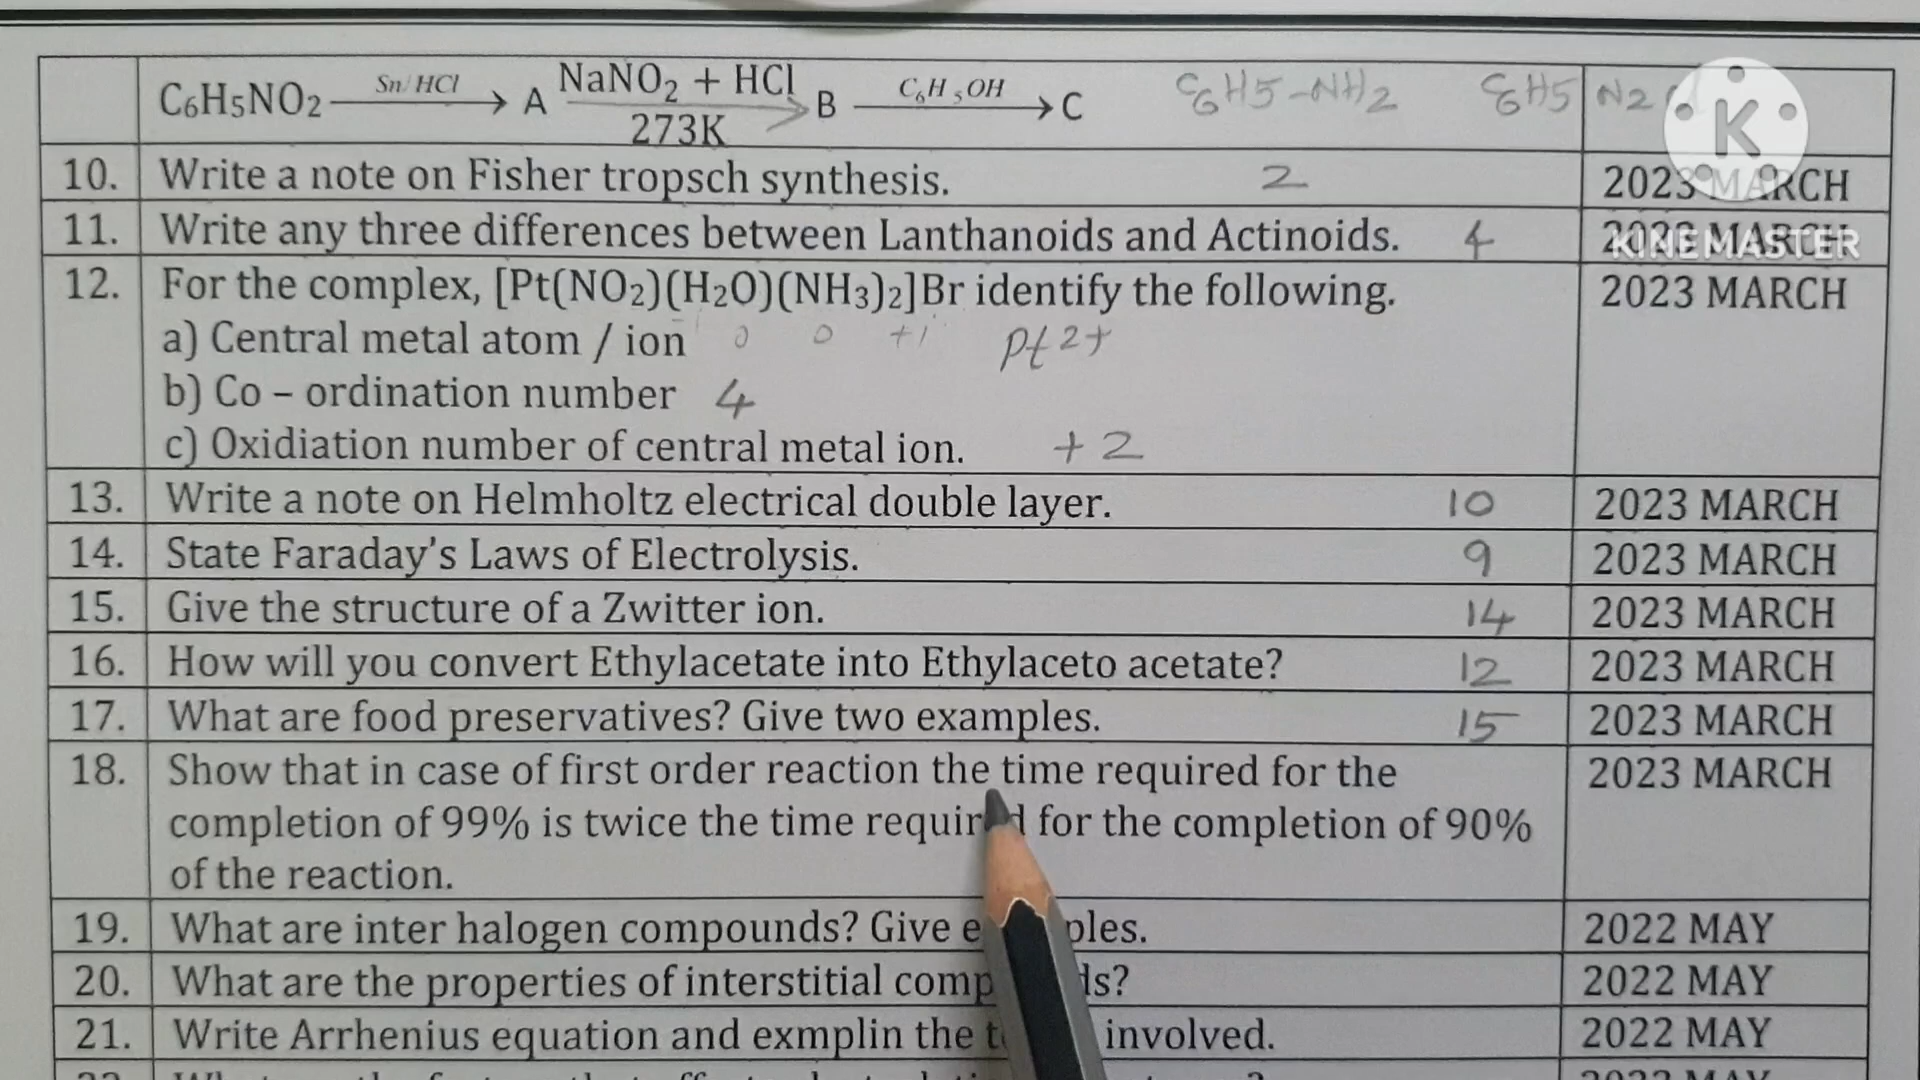 C6H5NO2 Sn/HCl → A NaNO2 + HCl 273K B C6H5OH → C C6H5-NH2 C6H5 N2
10. Write a note on Fisher tropsch synthesis. 2 2023 MARCH
11. Write any three differences between Lanthanoids and Actinoids. 4 2023 MARCH
K
KINEMASTER
12. For the complex, [Pt(NO2)(H2O)(NH3)2]Br identify the following. 2023 MARCH
a) Central metal atom / ion 0 0 +1 Pt2+
b) Co – ordination number 4
c) Oxidiation number of central metal ion. +2
13. Write a note on Helmholtz electrical double layer. 10 2023 MARCH
14. State Faraday's Laws of Electrolysis. 9 2023 MARCH
15. Give the structure of a Zwitter ion. 14 2023 MARCH
16. How will you convert Ethylacetate into Ethylaceto acetate? 12 2023 MARCH
17. What are food preservatives? Give two examples. 15 2023 MARCH
18. Show that in case of first order reaction the time required for the 2023 MARCH
completion of 99% is twice the time required for the completion of 90%
of the reaction.
19. What are inter halogen compounds? Give examples. 2022 MAY
20. What are the properties of interstitial compounds? 2022 MAY
21. Write Arrhenius equation and exmplin the involved. 2022 MAY